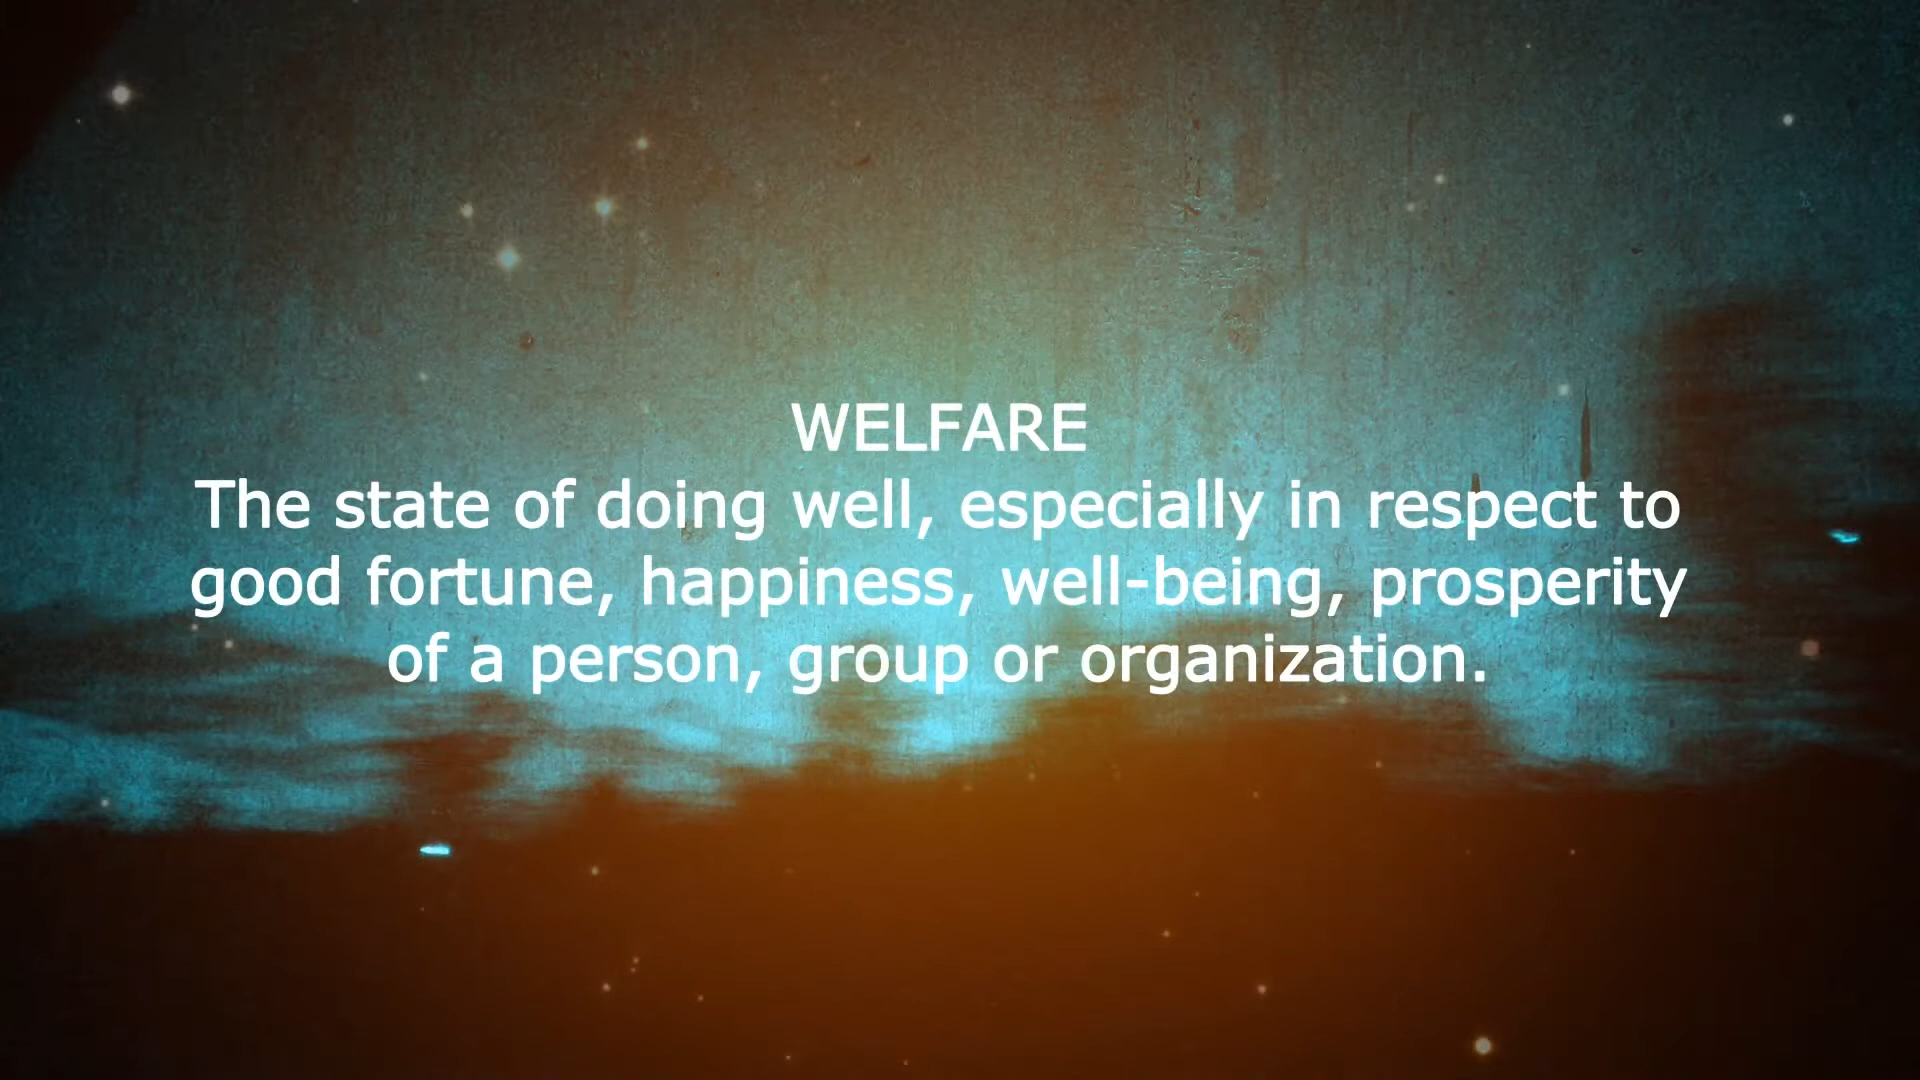 WELFARE
The state of doing well, especially in respect to
good fortune, happiness, well-being, prosperity
of a person, group or organization.